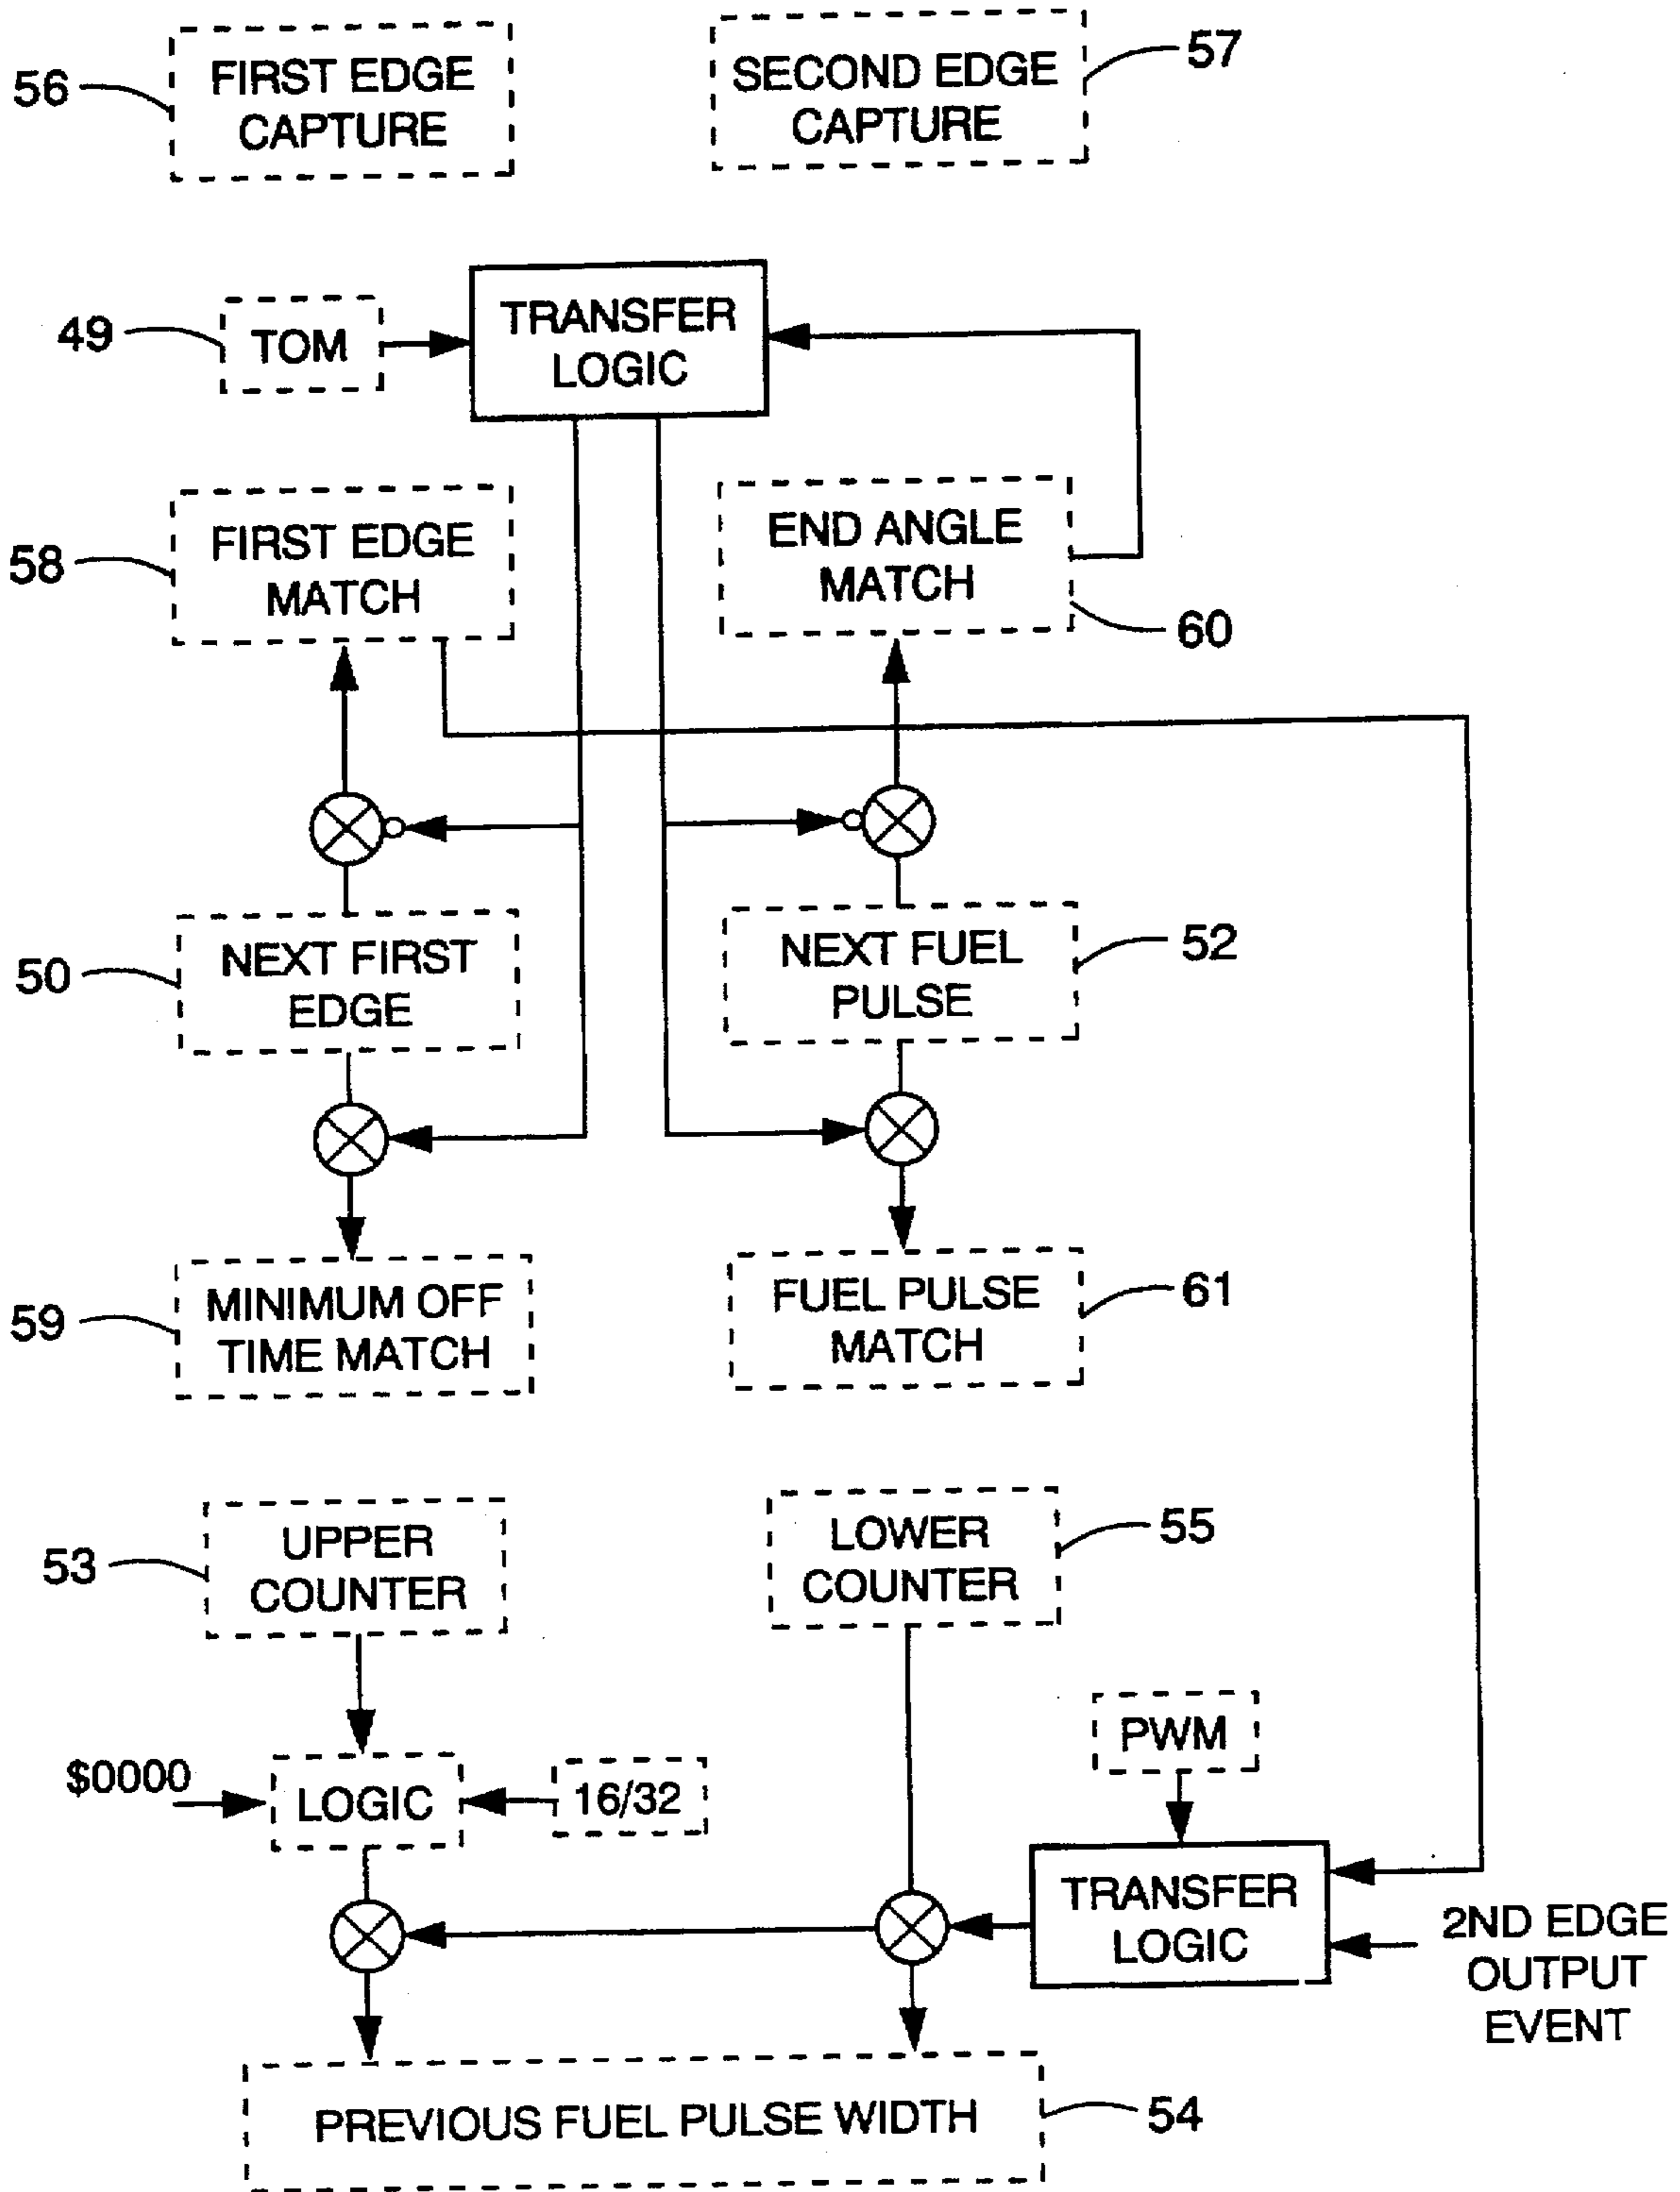 56
FIRST EDGE
CAPTURE
SECOND EDGE
CAPTURE
57
49
TOM
TRANSFER
LOGIC
58
FIRST EDGE
MATCH
END ANGLE
MATCH
60
50
NEXT FIRST
EDGE
NEXT FUEL
PULSE
52
59
MINIMUM OFF
TIME MATCH
FUEL PULSE
MATCH
61
53
UPPER
COUNTER
LOWER
COUNTER
55
$0000
LOGIC
16/32
PWM
TRANSFER
LOGIC
2ND EDGE
OUTPUT
EVENT
PREVIOUS FUEL PULSE WIDTH
54